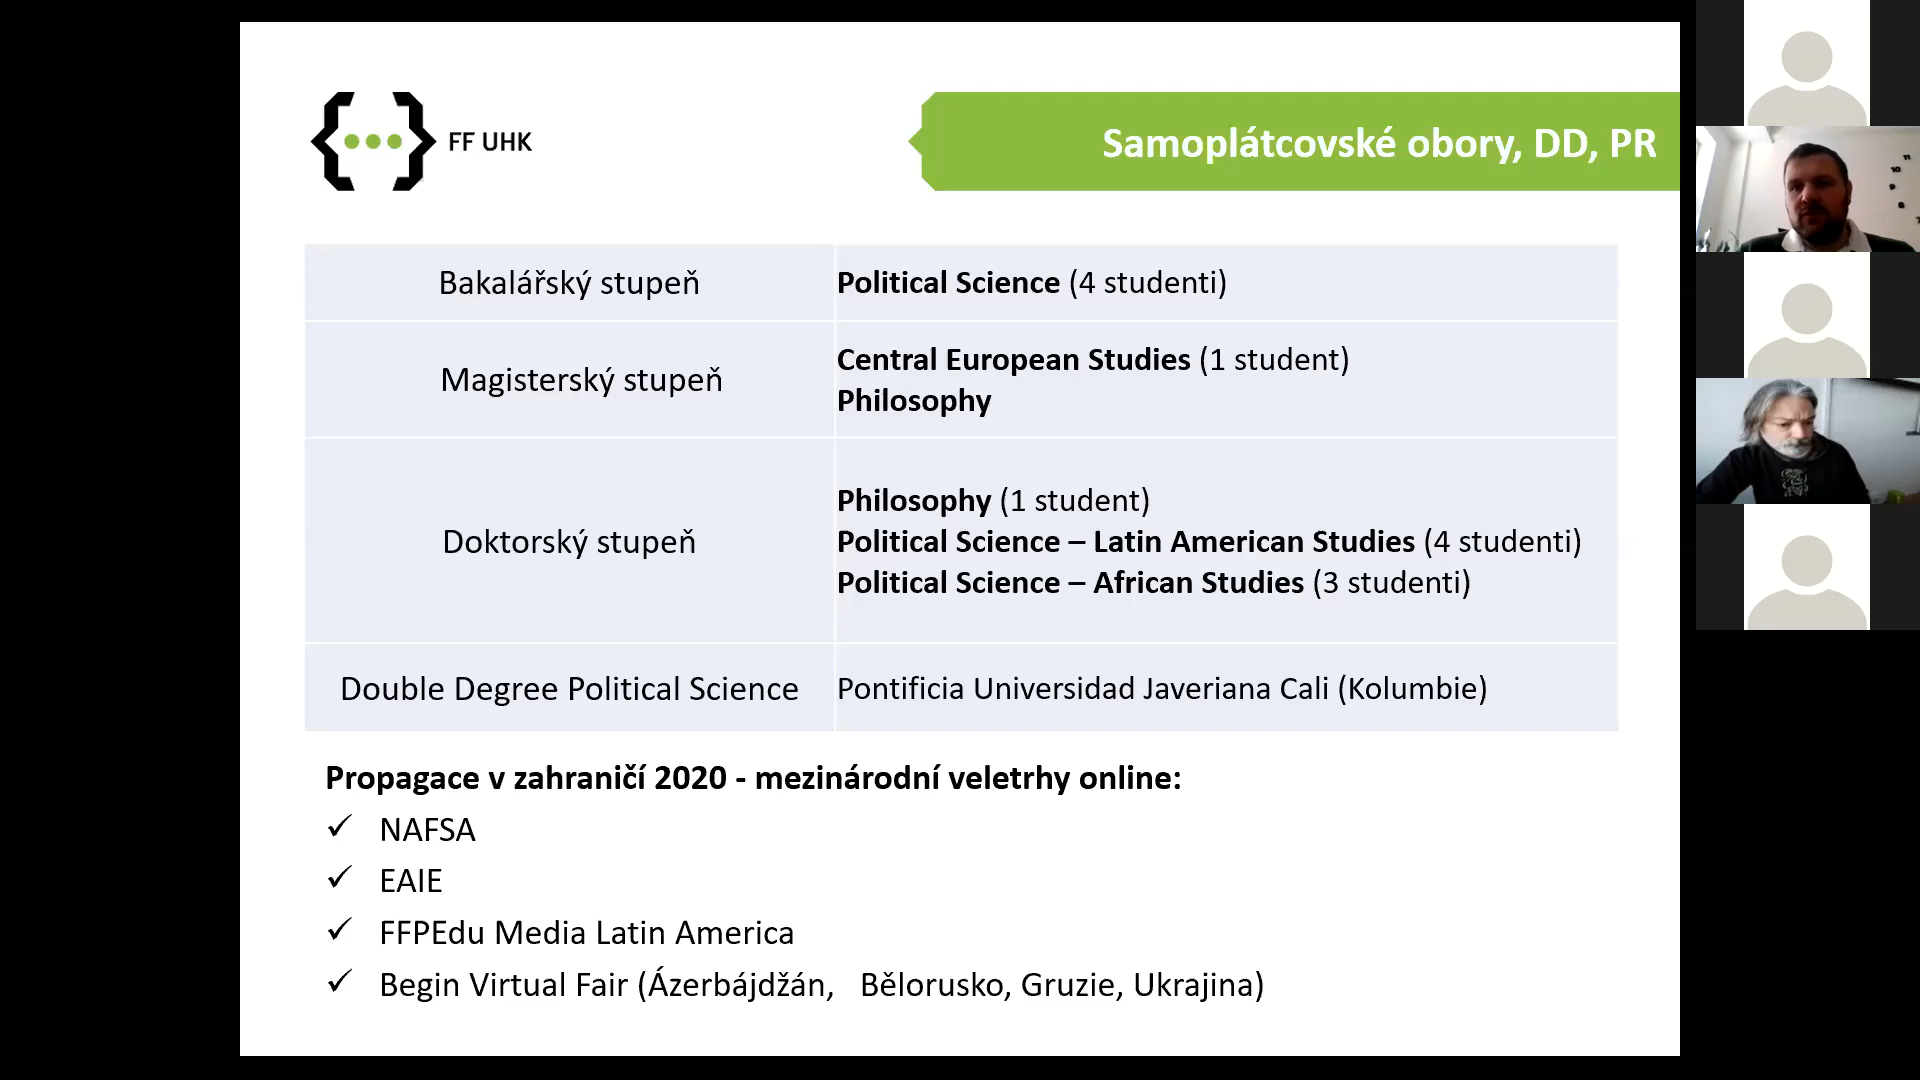 FF UHK
Samoplátcovské obory, DD, PR
Bakalářský stupeň
Political Science (4 studenti)
Magisterský stupeň
Central European Studies (1 student)
Philosophy
Doktorský stupeň
Philosophy (1 student)
Political Science – Latin American Studies (4 studenti)
Political Science – African Studies (3 studenti)
Double Degree Political Science
Pontificia Universidad Javeriana Cali (Kolumbie)
Propagace v zahraničí 2020 - mezinárodní veletrhy online:
✓ NAFSA
✓ EAIE
✓ FFPEdu Media Latin America
✓ Begin Virtual Fair (Ázerbájdžán, Bělorusko, Gruzie, Ukrajina)